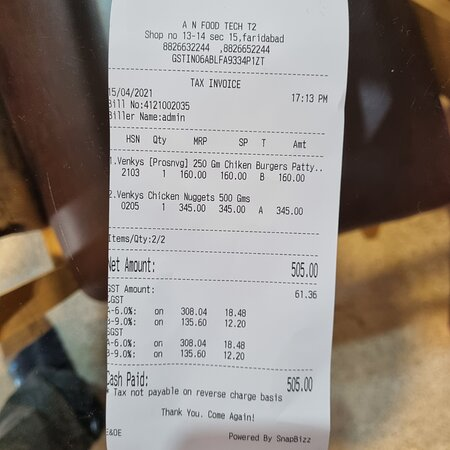 A N FOOD TECH T2
Shop no 13-14 sec 15,faridabad
8826632244 ,8826652244
GSTINO6ABLFA9334P1ZT
TAX INVOICE
15/04/2021 17:13 PM
Bill No:4121002035
Biller Name:admin
HSN Qty MRP SP T Amt
1.Venkys [Prosnvg] 250 Gm Chiken Burgers Patty..
2103 1 160.00 160.00 B 160.00
2.Venkys Chicken Nuggets 500 Gms
0205 1 345.00 345.00 A 345.00
Items/Qty:2/2
Net Amount: 505.00
GST Amount: 61.36
CGST
A-6.0%: on 308.04 18.48
B-9.0%: on 135.60 12.20
SGST
A-6.0%: on 308.04 18.48
B-9.0%: on 135.60 12.20
Cash Paid: 505.00
* Tax not payable on reverse charge basis
Thank You. Come Again!
E&OE Powered By SnapBizz